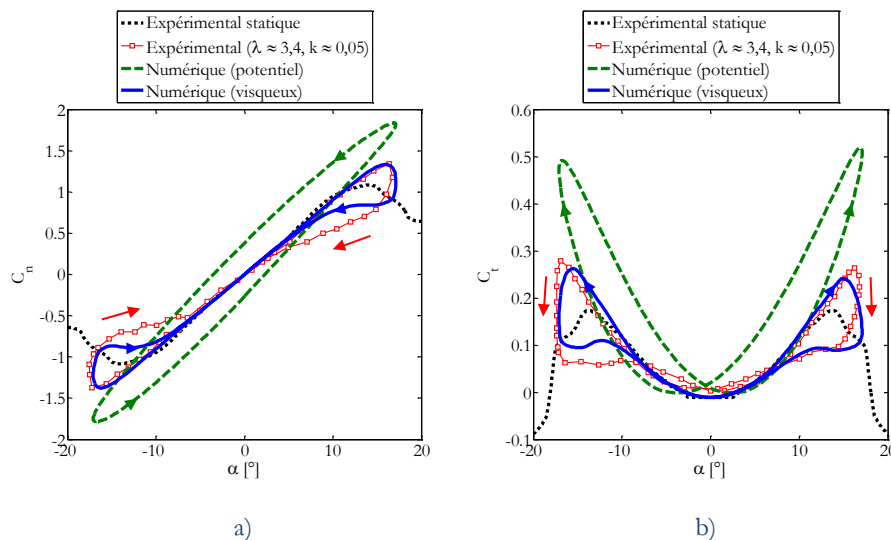 Expérimental statique
Expérimental (λ ≈ 3,4, k ≈ 0,05)
Numérique (potentiel)
Numérique (visqueux)
2
1.5
1
0.5
0
-0.5
-1
-1.5
-2
C_n
-20 -10 0 10 20
α [°]
a)
Expérimental statique
Expérimental (λ ≈ 3,4, k ≈ 0,05)
Numérique (potentiel)
Numérique (visqueux)
0.6
0.5
0.4
0.3
0.2
0.1
0
-0.1
C_t
-20 -10 0 10 20
α [°]
b)